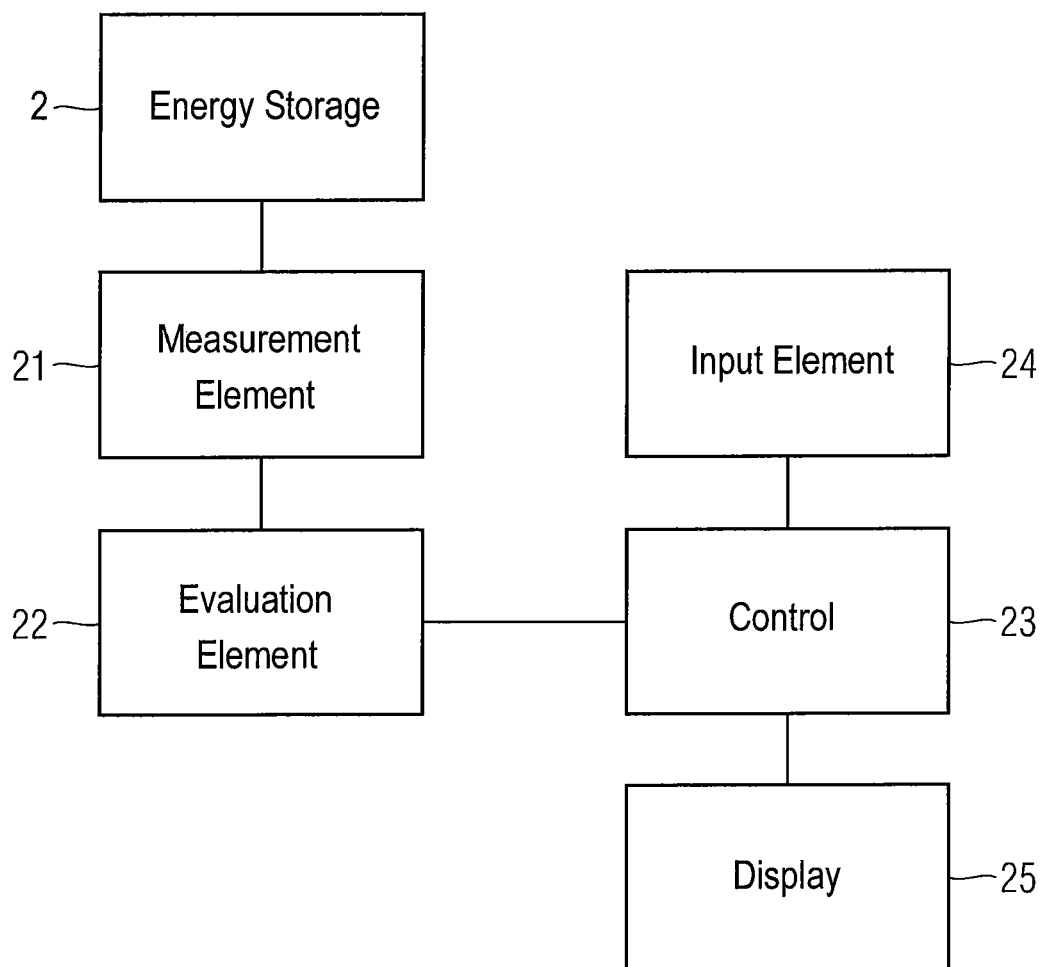 2
Energy Storage
21
Measurement
Element
Input Element
24
22
Evaluation
Element
Control
23
Display
25